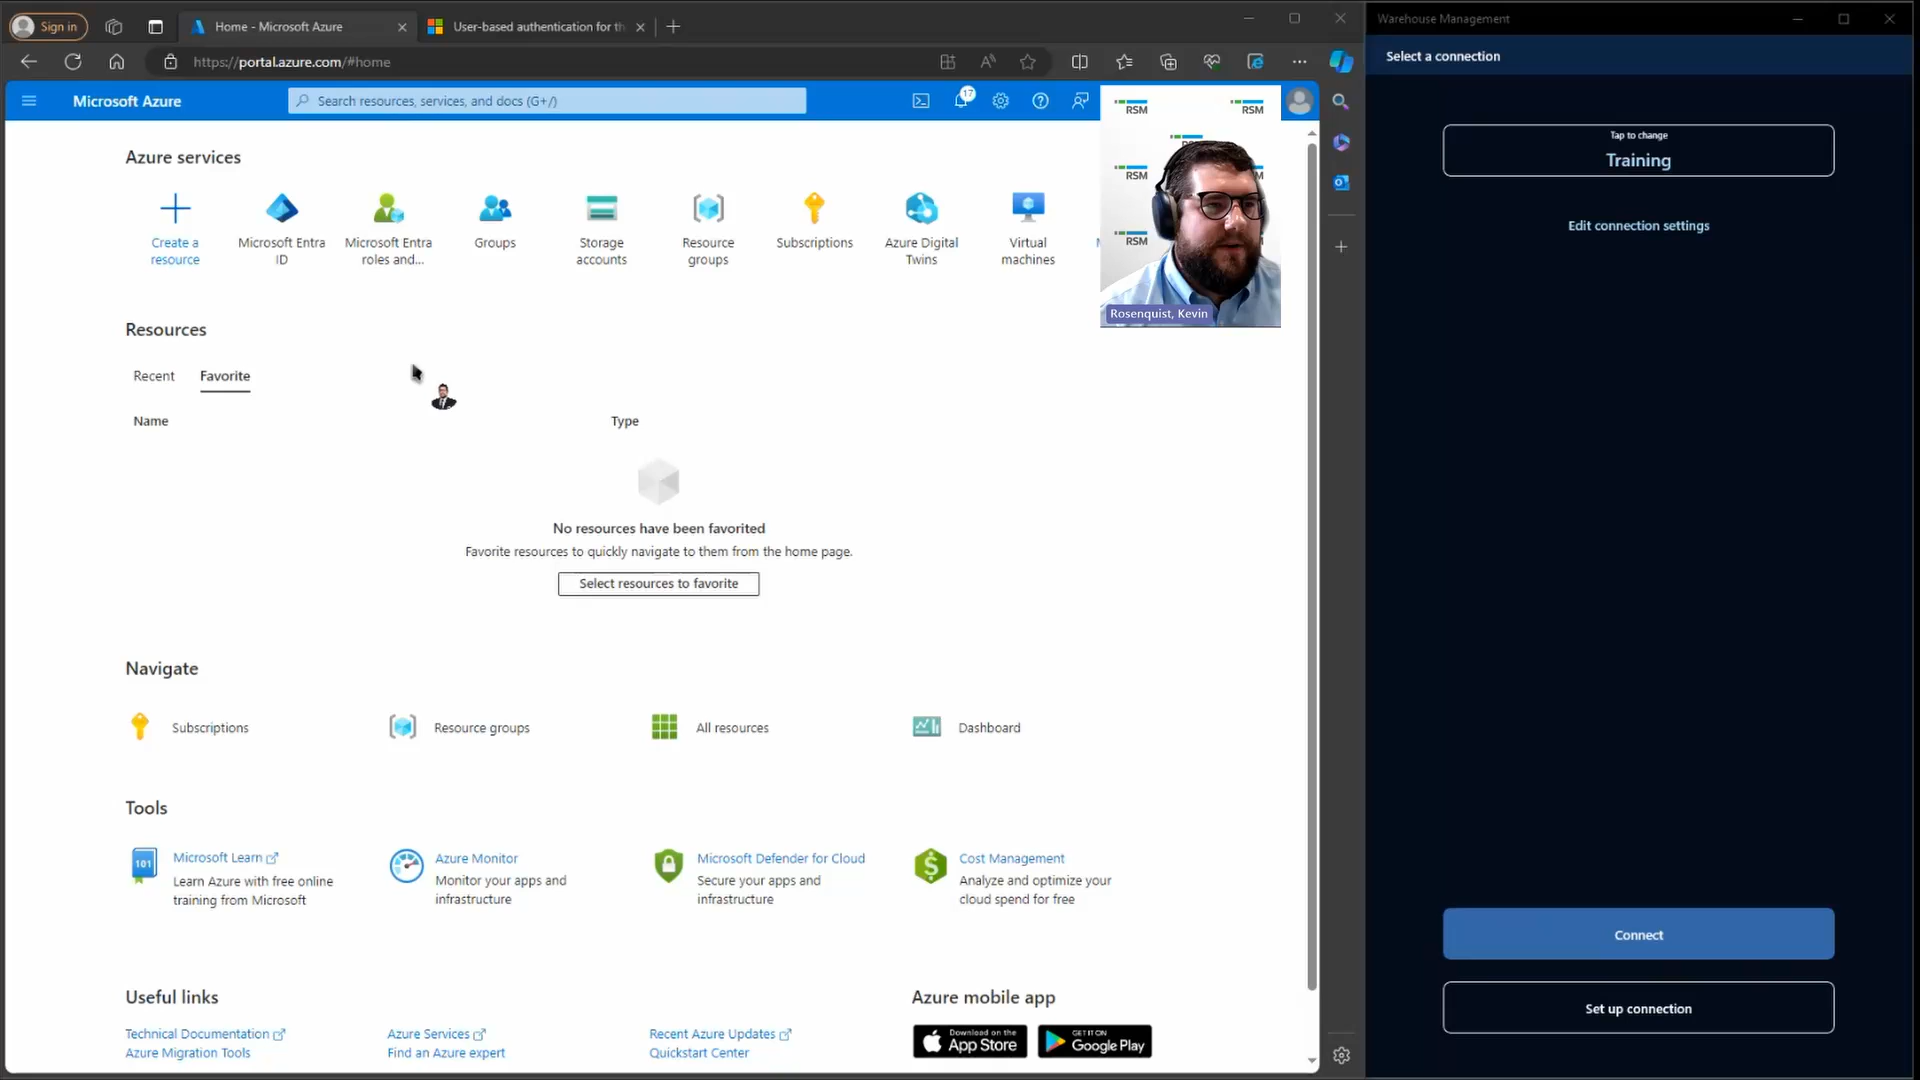 Sign in
Home - Microsoft Azure
User-based authentication for th
https://portal.azure.com/#home
Microsoft Azure
Search resources, services, and docs (G+/)
17
RSM
RSM
RSM
RSM
RSM
Rosenquist, Kevin
Azure services
Create a
resource
Microsoft Entra
ID
Microsoft Entra
roles and...
Groups
Storage
accounts
Resource
groups
Subscriptions
Azure Digital
Twins
Virtual
machines
Resources
Recent
Favorite
Name
Type
No resources have been favorited
Favorite resources to quickly navigate to them from the home page.
Select resources to favorite
Navigate
Subscriptions
Resource groups
All resources
Dashboard
Tools
101
Microsoft Learn
Learn Azure with free online
training from Microsoft
Azure Monitor
Monitor your apps and
infrastructure
Microsoft Defender for Cloud
Secure your apps and
infrastructure
Cost Management
Analyze and optimize your
cloud spend for free
Useful links
Technical Documentation
Azure Services
Recent Azure Updates
Azure Migration Tools
Find an Azure expert
Quickstart Center
Azure mobile app
Download on the
App Store
GET IT ON
Google Play
Warehouse Management
Select a connection
Tap to change
Training
Edit connection settings
Connect
Set up connection